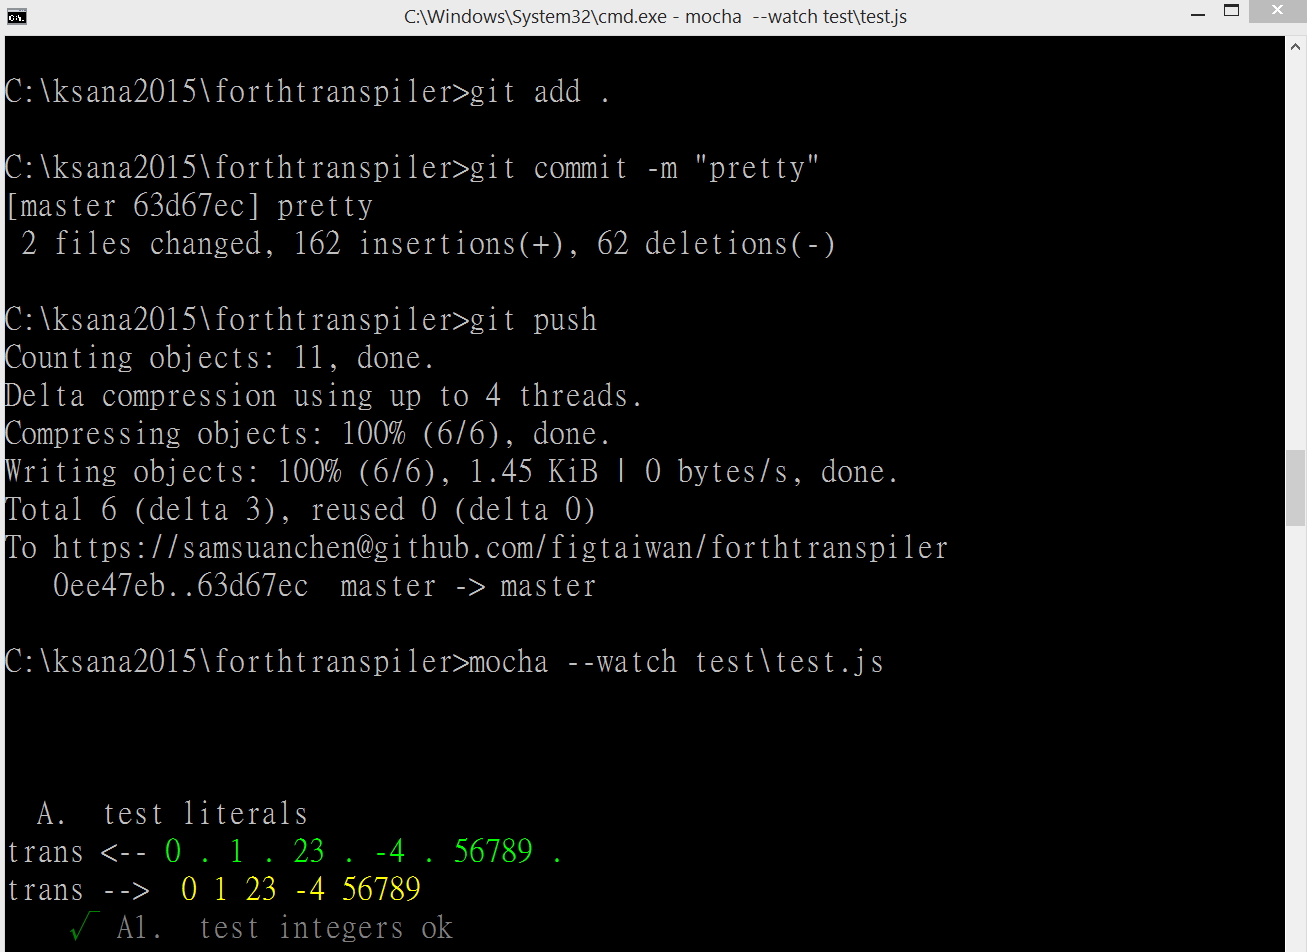 C:\Windows\System32\cmd.exe - mocha  --watch test\test.js
C:\ksana2015\forthtranspiler>git add .
C:\ksana2015\forthtranspiler>git commit -m "pretty"
[master 63d67ec] pretty
 2 files changed, 162 insertions(+), 62 deletions(-)
C:\ksana2015\forthtranspiler>git push
Counting objects: 11, done.
Delta compression using up to 4 threads.
Compressing objects: 100% (6/6), done.
Writing objects: 100% (6/6), 1.45 KiB | 0 bytes/s, done.
Total 6 (delta 3), reused 0 (delta 0)
To https://samsuanchen@github.com/figtaiwan/forthtranspiler
   0ee47eb..63d67ec  master -> master
C:\ksana2015\forthtranspiler>mocha --watch test\test.js
  A.  test literals
trans <-- 0 . 1 . 23 . -4 . 56789 .
trans -->  0 1 23 -4 56789
    √ A1.  test integers ok